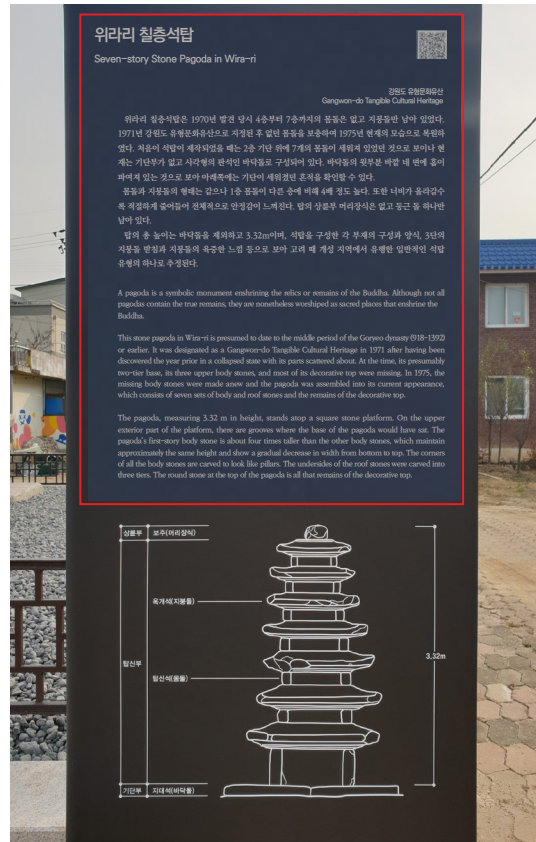 위라리 칠층석탑
Seven-story Stone Pagoda in Wira-ri
강원도 유형문화유산
Gangwon-do Tangible Cultural Heritage
위라리 칠층석탑은 1970년 발견 당시 4층부터 7층까지의 몸돌은 없고 지붕돌만 남아 있었다.
1971년 강원도 유형문화유산으로 지정된 후 없던 몸돌을 보충하여 1975년 현재의 모습으로 복원하
였다. 처음이 석탑이 제작되었을 때는 2층 기단 위에 7개의 몸돌이 세워져 있었던 것으로 보이나 현
재는 기단부가 없고 사각형의 판석인 바닥돌로 구성되어 있다. 바닥돌의 윗부분 바깥 네 면에 홈이
파여져 있는 것으로 보아 아래쪽에는 기단이 세워졌던 흔적을 확인할 수 있다.
몸돌과 지붕돌의 형태는 같으나 1층 몸돌이 다른 층에 비해 4배 정도 높다. 또한 너비가 올라갈수
록 적절하게 줄어들어 전체적으로 안정감이 느껴진다. 탑의 상륜부 머리장식은 없고 둥근 돌 하나만
남아 있다.
탑의 총 높이는 바닥돌을 제외하고 3.32m이며, 석탑을 구성한 각 부재의 구성과 양식, 3단의
지붕돌 받침과 지붕돌의 육중한 느낌 등으로 보아 고려 때 개성 지역에서 유행한 일반적인 석탑
유형의 하나로 추정된다.
A pagoda is a symbolic monument enshrining the relics or remains of the Buddha. Although not all
pagodas contain the true remains, they are nonetheless worshiped as sacred places that enshrine the
Buddha.
This stone pagoda in Wira-ri is presumed to date to the middle period of the Goryeo dynasty (918-1392)
or earlier. It was designated as a Gangwon-do Tangible Cultural Heritage in 1971 after having been
discovered the year prior in a collapsed state with its parts scattered about. At the time, its presumably
two-tier base, its three upper body stones, and most of its decorative top were missing. In 1975, the
missing body stones were made anew and the pagoda was assembled into its current appearance,
which consists of seven sets of body and roof stones and the remains of the decorative top.
The pagoda, measuring 3.32 m in height, stands atop a square stone platform. On the upper
exterior part of the platform, there are grooves where the base of the pagoda would have sat. The
pagoda's first-story body stone is about four times taller than the other body stones, which maintain
approximately the same height and show a gradual decrease in width from bottom to top. The corners
of all the body stones are carved to look like pillars. The undersides of the roof stones were carved into
three tiers. The round stone at the top of the pagoda is all that remains of the decorative top.
상륜부 보주(머리장식)
옥개석(지붕돌)
탑신부
3.32m
탑신석(몸돌)
기단부 지대석(바닥돌)